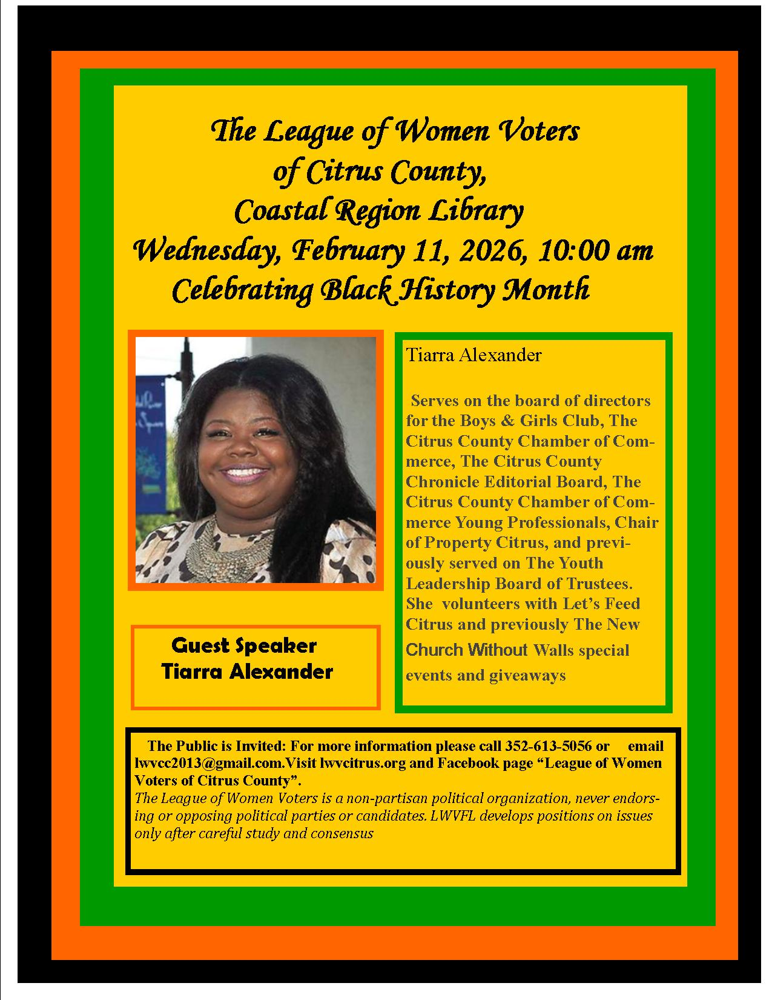 The League of Women Voters
of Citrus County,
Coastal Region Library
Wednesday, February 11, 2026, 10:00 am
Celebrating Black History Month
Tiarra Alexander
Serves on the board of directors
for the Boys & Girls Club, The
Citrus County Chamber of Com-
merce, The Citrus County
Chronicle Editorial Board, The
Citrus County Chamber of Com-
merce Young Professionals, Chair
of Property Citrus, and previ-
ously served on The Youth
Leadership Board of Trustees.
She  volunteers with Let’s Feed
Citrus and previously The New
Church Without Walls special
events and giveaways
Guest Speaker
Tiarra Alexander
The Public is Invited: For more information please call 352-613-5056 or    email
lwvcc2013@gmail.com.Visit lwvcitrus.org and Facebook page “League of Women
Voters of Citrus County”.
The League of Women Voters is a non-partisan political organization, never endors-
ing or opposing political parties or candidates. LWVFL develops positions on issues
only after careful study and consensus